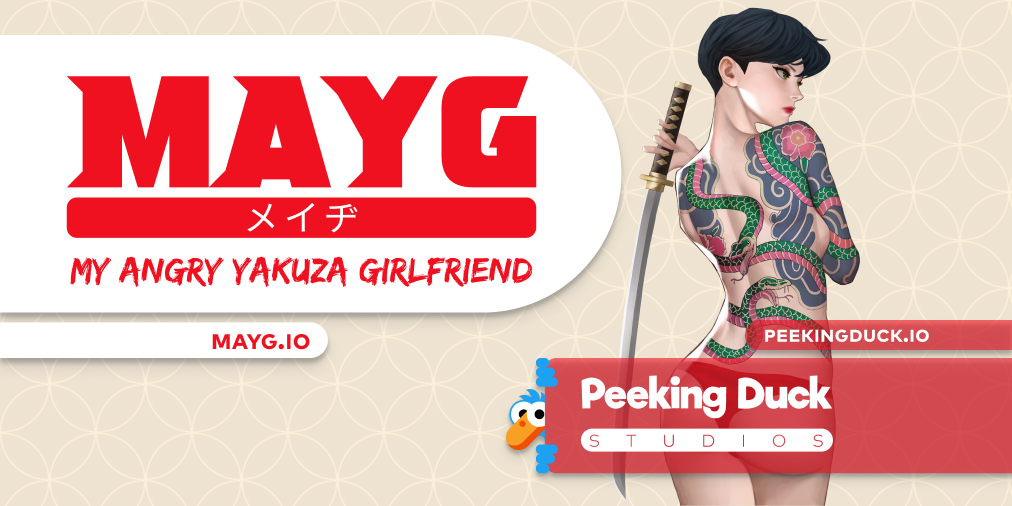 MAYG
メイヂ
MY ANGRY YAKUZA GIRLFRIEND
MAYG.IO
PEEKINGDUCK.IO
Peeking Duck
STUDIOS